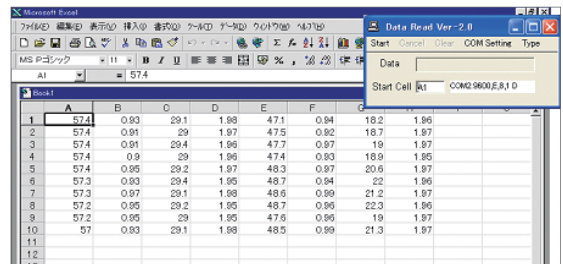 Microsoft Excel
ファイル(F) 編集(E) 表示(V) 挿入(I) 書式(O) ツール(T) データ(D) ウィンドウ(W) ヘルプ(H)
MS Pゴシック 11 B I U
A1 = 57.4
Book1
A B C D E F G
1 57.4 0.93 29.1 1.98 47.1 0.94 18.2 1.96
2 57.4 0.91 29 1.97 47.5 0.92 18.7 1.97
3 57.4 0.91 29.4 1.96 47.7 0.97 19 1.97
4 57.4 0.9 29 1.96 47.4 0.93 18.9 1.95
5 57.4 0.95 29.2 1.97 48.3 0.97 20.6 1.97
6 57.3 0.93 29.4 1.95 48.7 0.94 22 1.96
7 57.3 0.97 29.1 1.98 48.6 0.99 21.2 1.97
8 57.2 0.95 29.2 1.95 48.7 0.96 22.3 1.96
9 57.2 0.95 29 1.95 47.6 0.96 19 1.97
10 57 0.93 29.1 1.98 48.5 0.99 21.3 1.97
11
12
Data Read Ver-2.0
Start Cancel Clear COM Setting Type
Data
Start Cell A1 COM2:9600,E,8,1 D